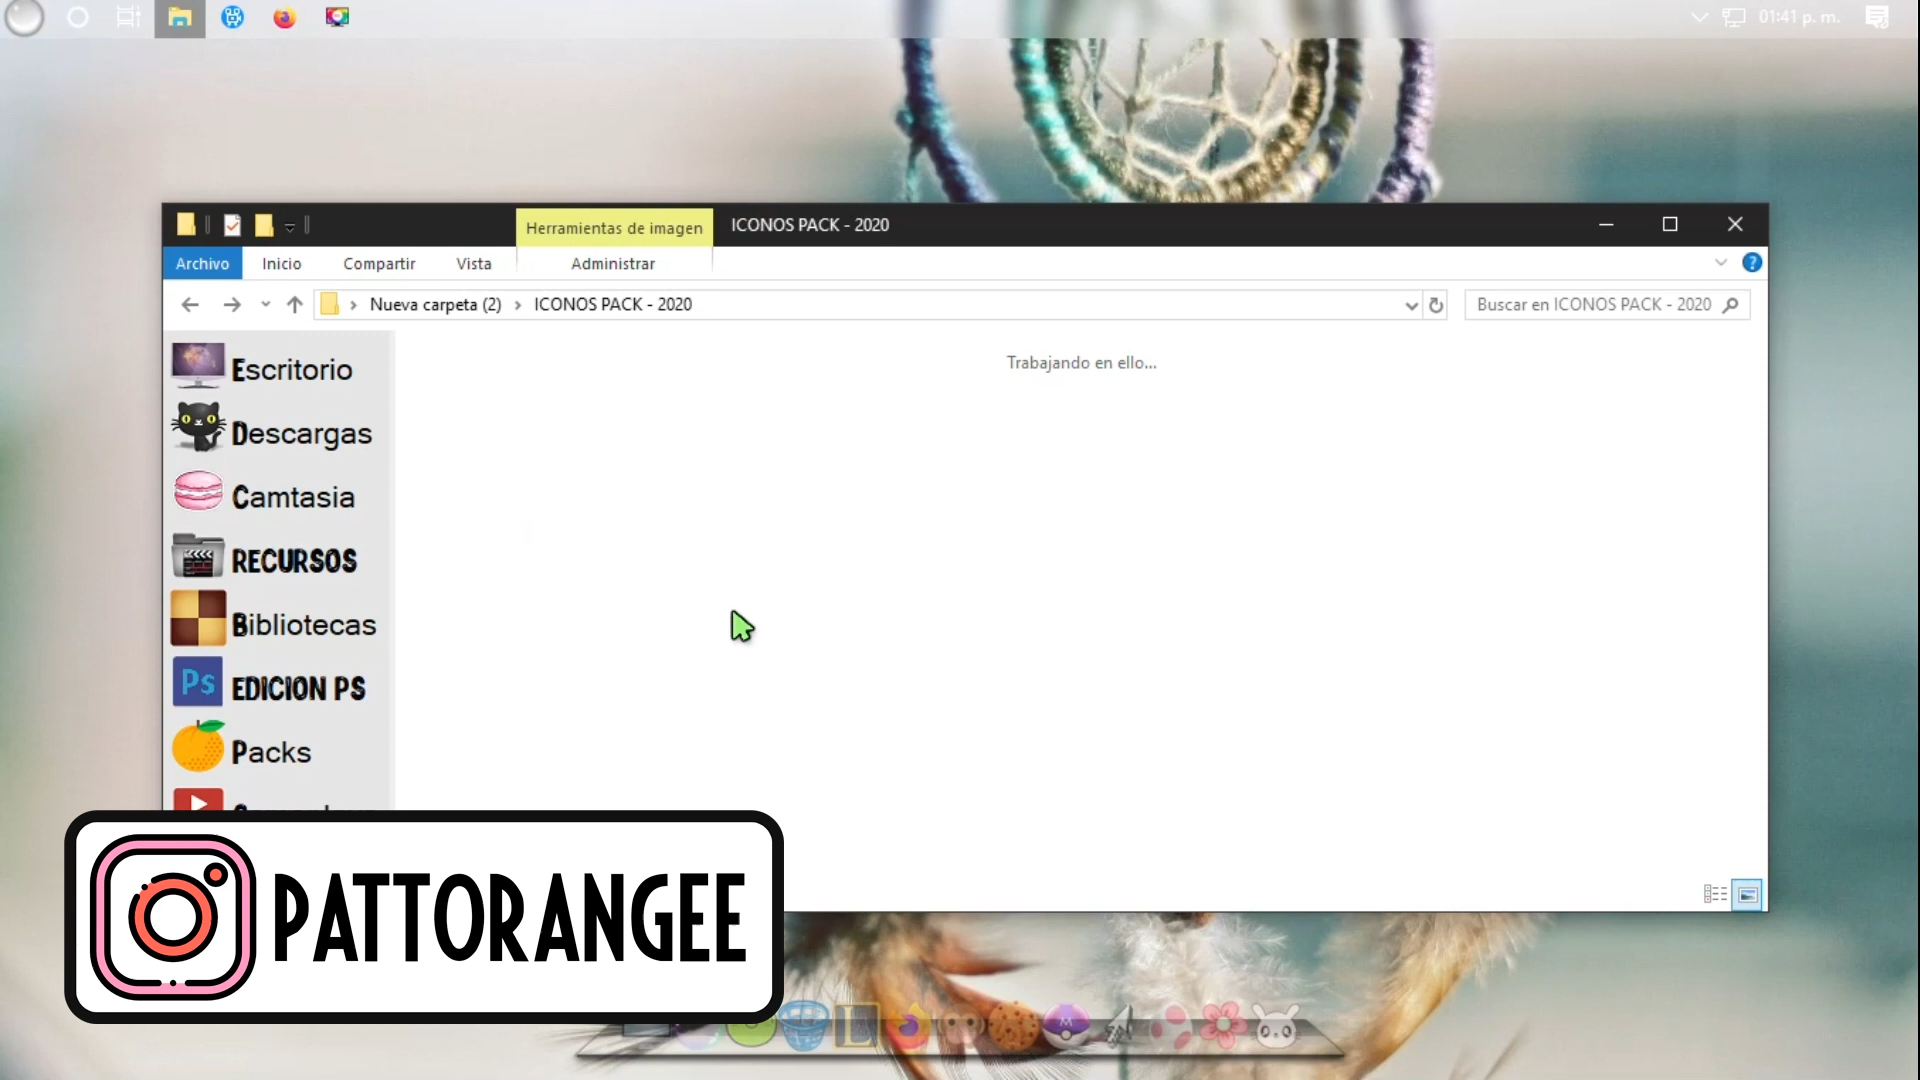 01:41 p. m.
Herramientas de imagen
ICONOS PACK - 2020
Archivo
Inicio
Compartir
Vista
Administrar
?
Nueva carpeta (2)
ICONOS PACK - 2020
Buscar en ICONOS PACK - 2020
Trabajando en ello...
Escritorio
Descargas
Camtasia
RECURSOS
Bibliotecas
Ps
EDICION PS
Packs
PATTORANGEE
M